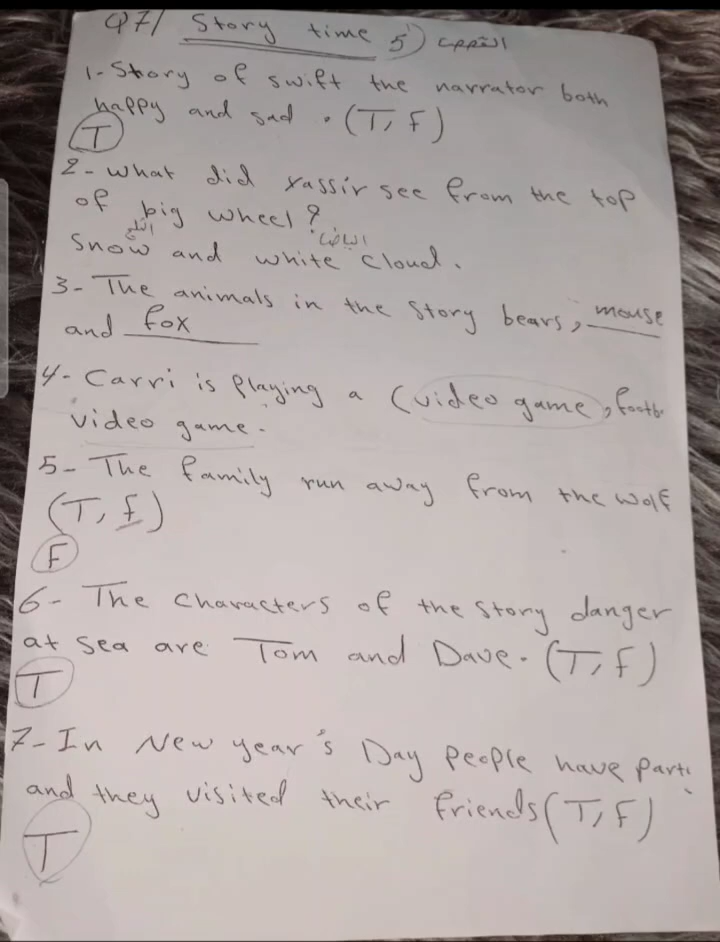 Q7/ Story time 5)
1- Story of swift the narrator both
happy and sad. (T, F)
T
2- what did yassir see from the top
of big wheel?
الثلج البيضاء
Snow and white cloud.
3- The animals in the story bears, mouse
and fox
4- Carri is playing a (video game, footb
video game.
5- The family run away from the wolf
(T, F)
F
6- The characters of the story danger
at sea are Tom and Dave. (T, F)
T
7- In New year's Day people have parti
and they visited their friends (T, F)
T